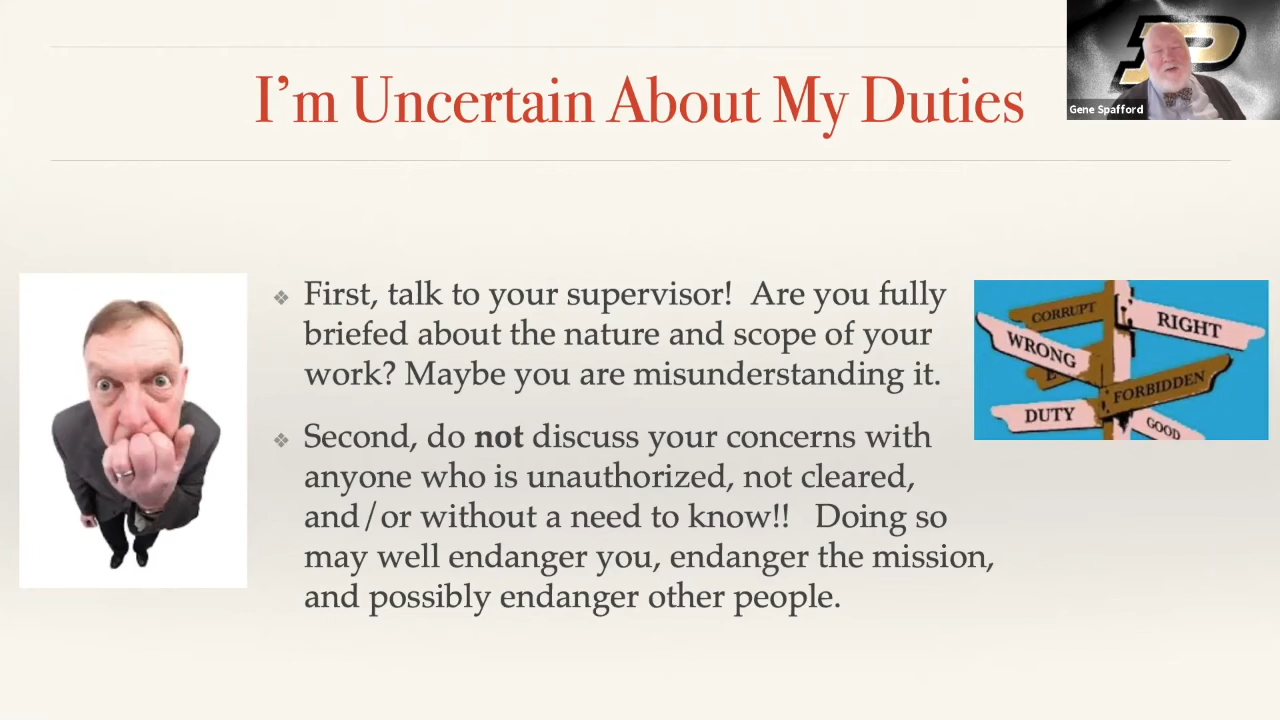 I'm Uncertain About My Duties
Gene Spafford
❖ First, talk to your supervisor!  Are you fully
briefed about the nature and scope of your
work? Maybe you are misunderstanding it.
❖ Second, do not discuss your concerns with
anyone who is unauthorized, not cleared,
and/or without a need to know!!   Doing so
may well endanger you, endanger the mission,
and possibly endanger other people.
CORRUPT
RIGHT
WRONG
FORBIDDEN
DUTY
GOOD